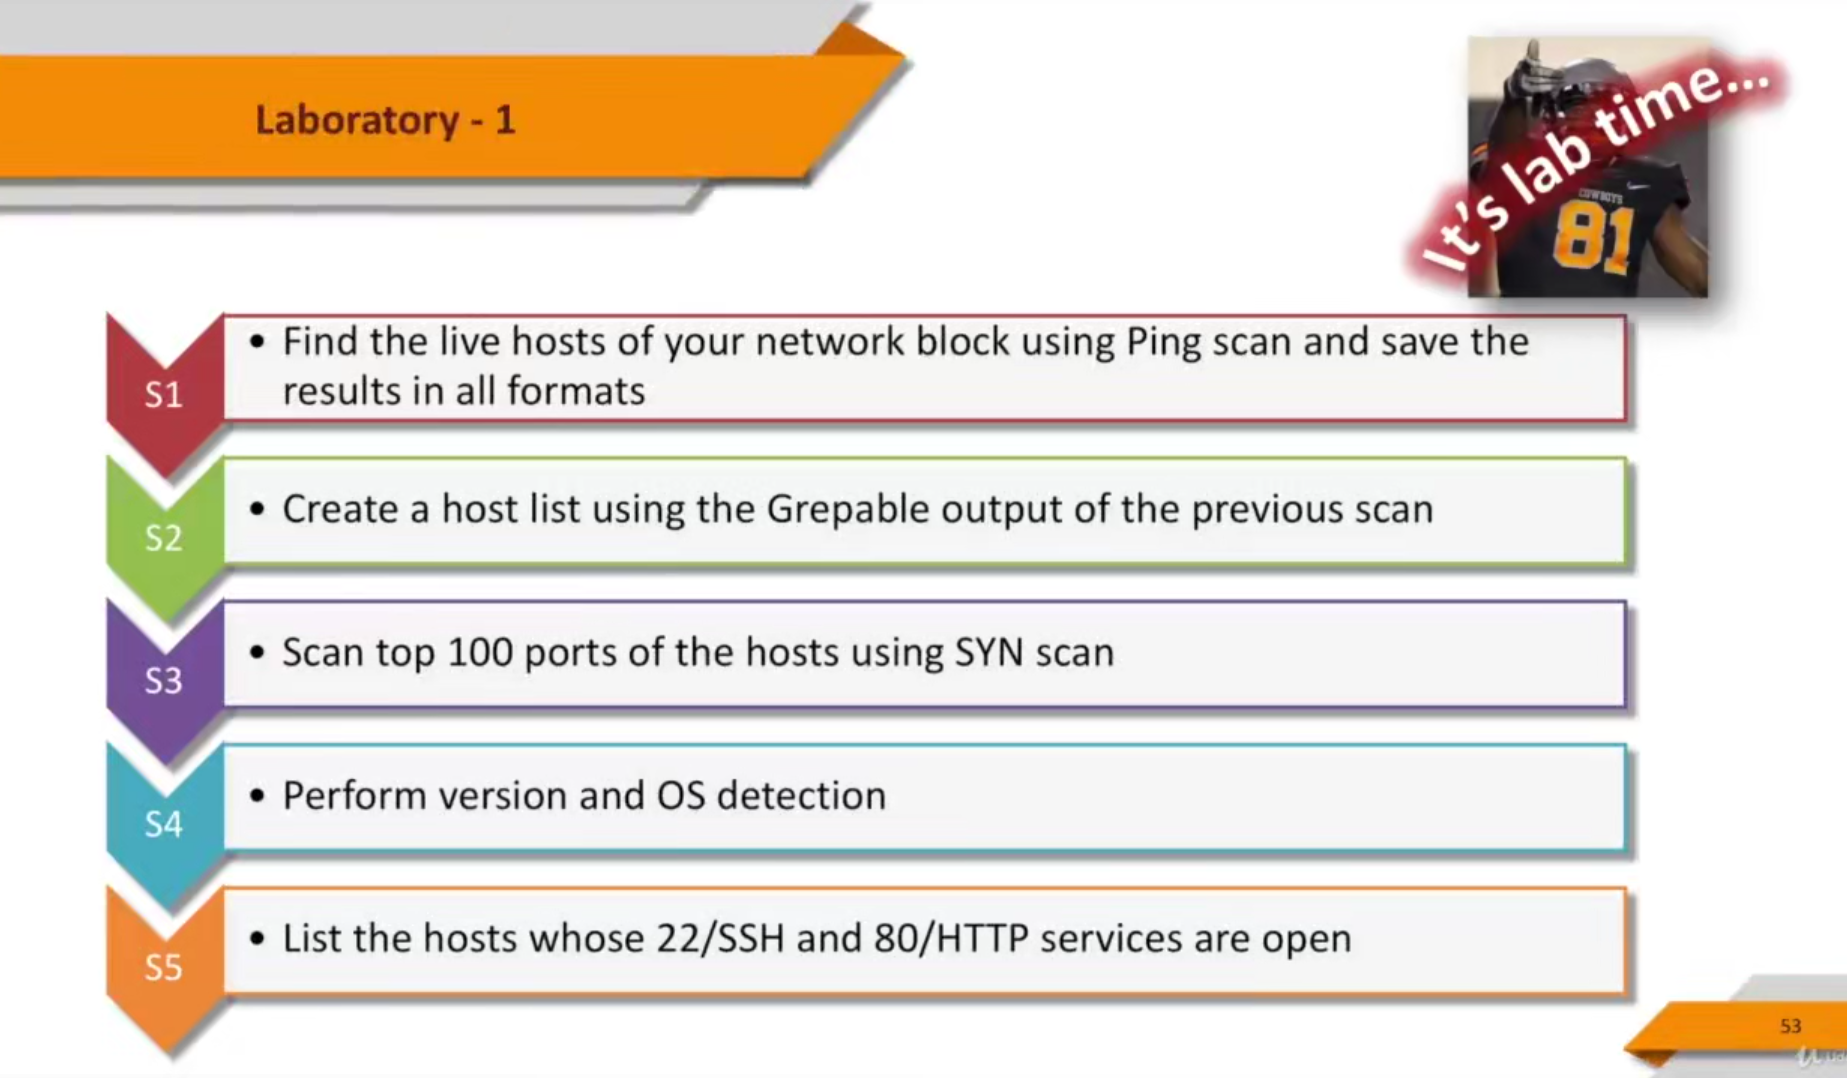 Laboratory - 1
It's lab time...
COWBOYS
81
S1
• Find the live hosts of your network block using Ping scan and save the
results in all formats
S2
• Create a host list using the Grepable output of the previous scan
S3
• Scan top 100 ports of the hosts using SYN scan
S4
• Perform version and OS detection
S5
• List the hosts whose 22/SSH and 80/HTTP services are open
53